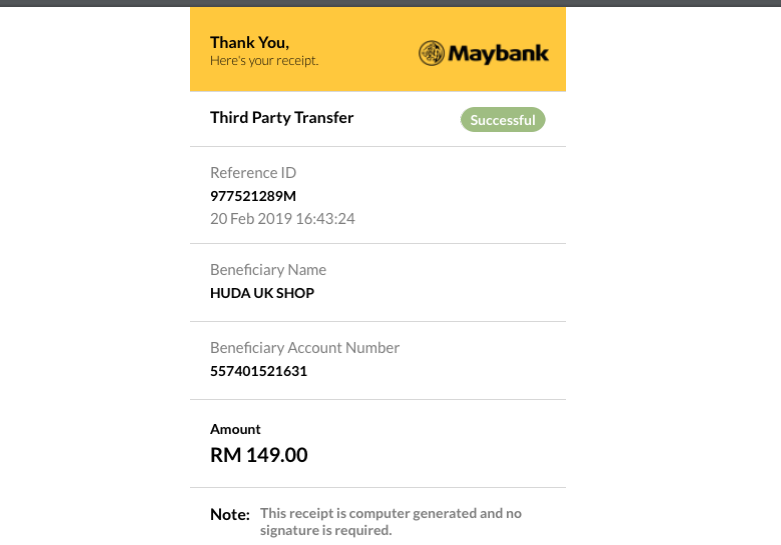 Thank You,
Here's your receipt.
Maybank
Third Party Transfer
Successful
Reference ID
977521289M
20 Feb 2019 16:43:24
Beneficiary Name
HUDA UK SHOP
Beneficiary Account Number
557401521631
Amount
RM 149.00
Note: This receipt is computer generated and no
signature is required.